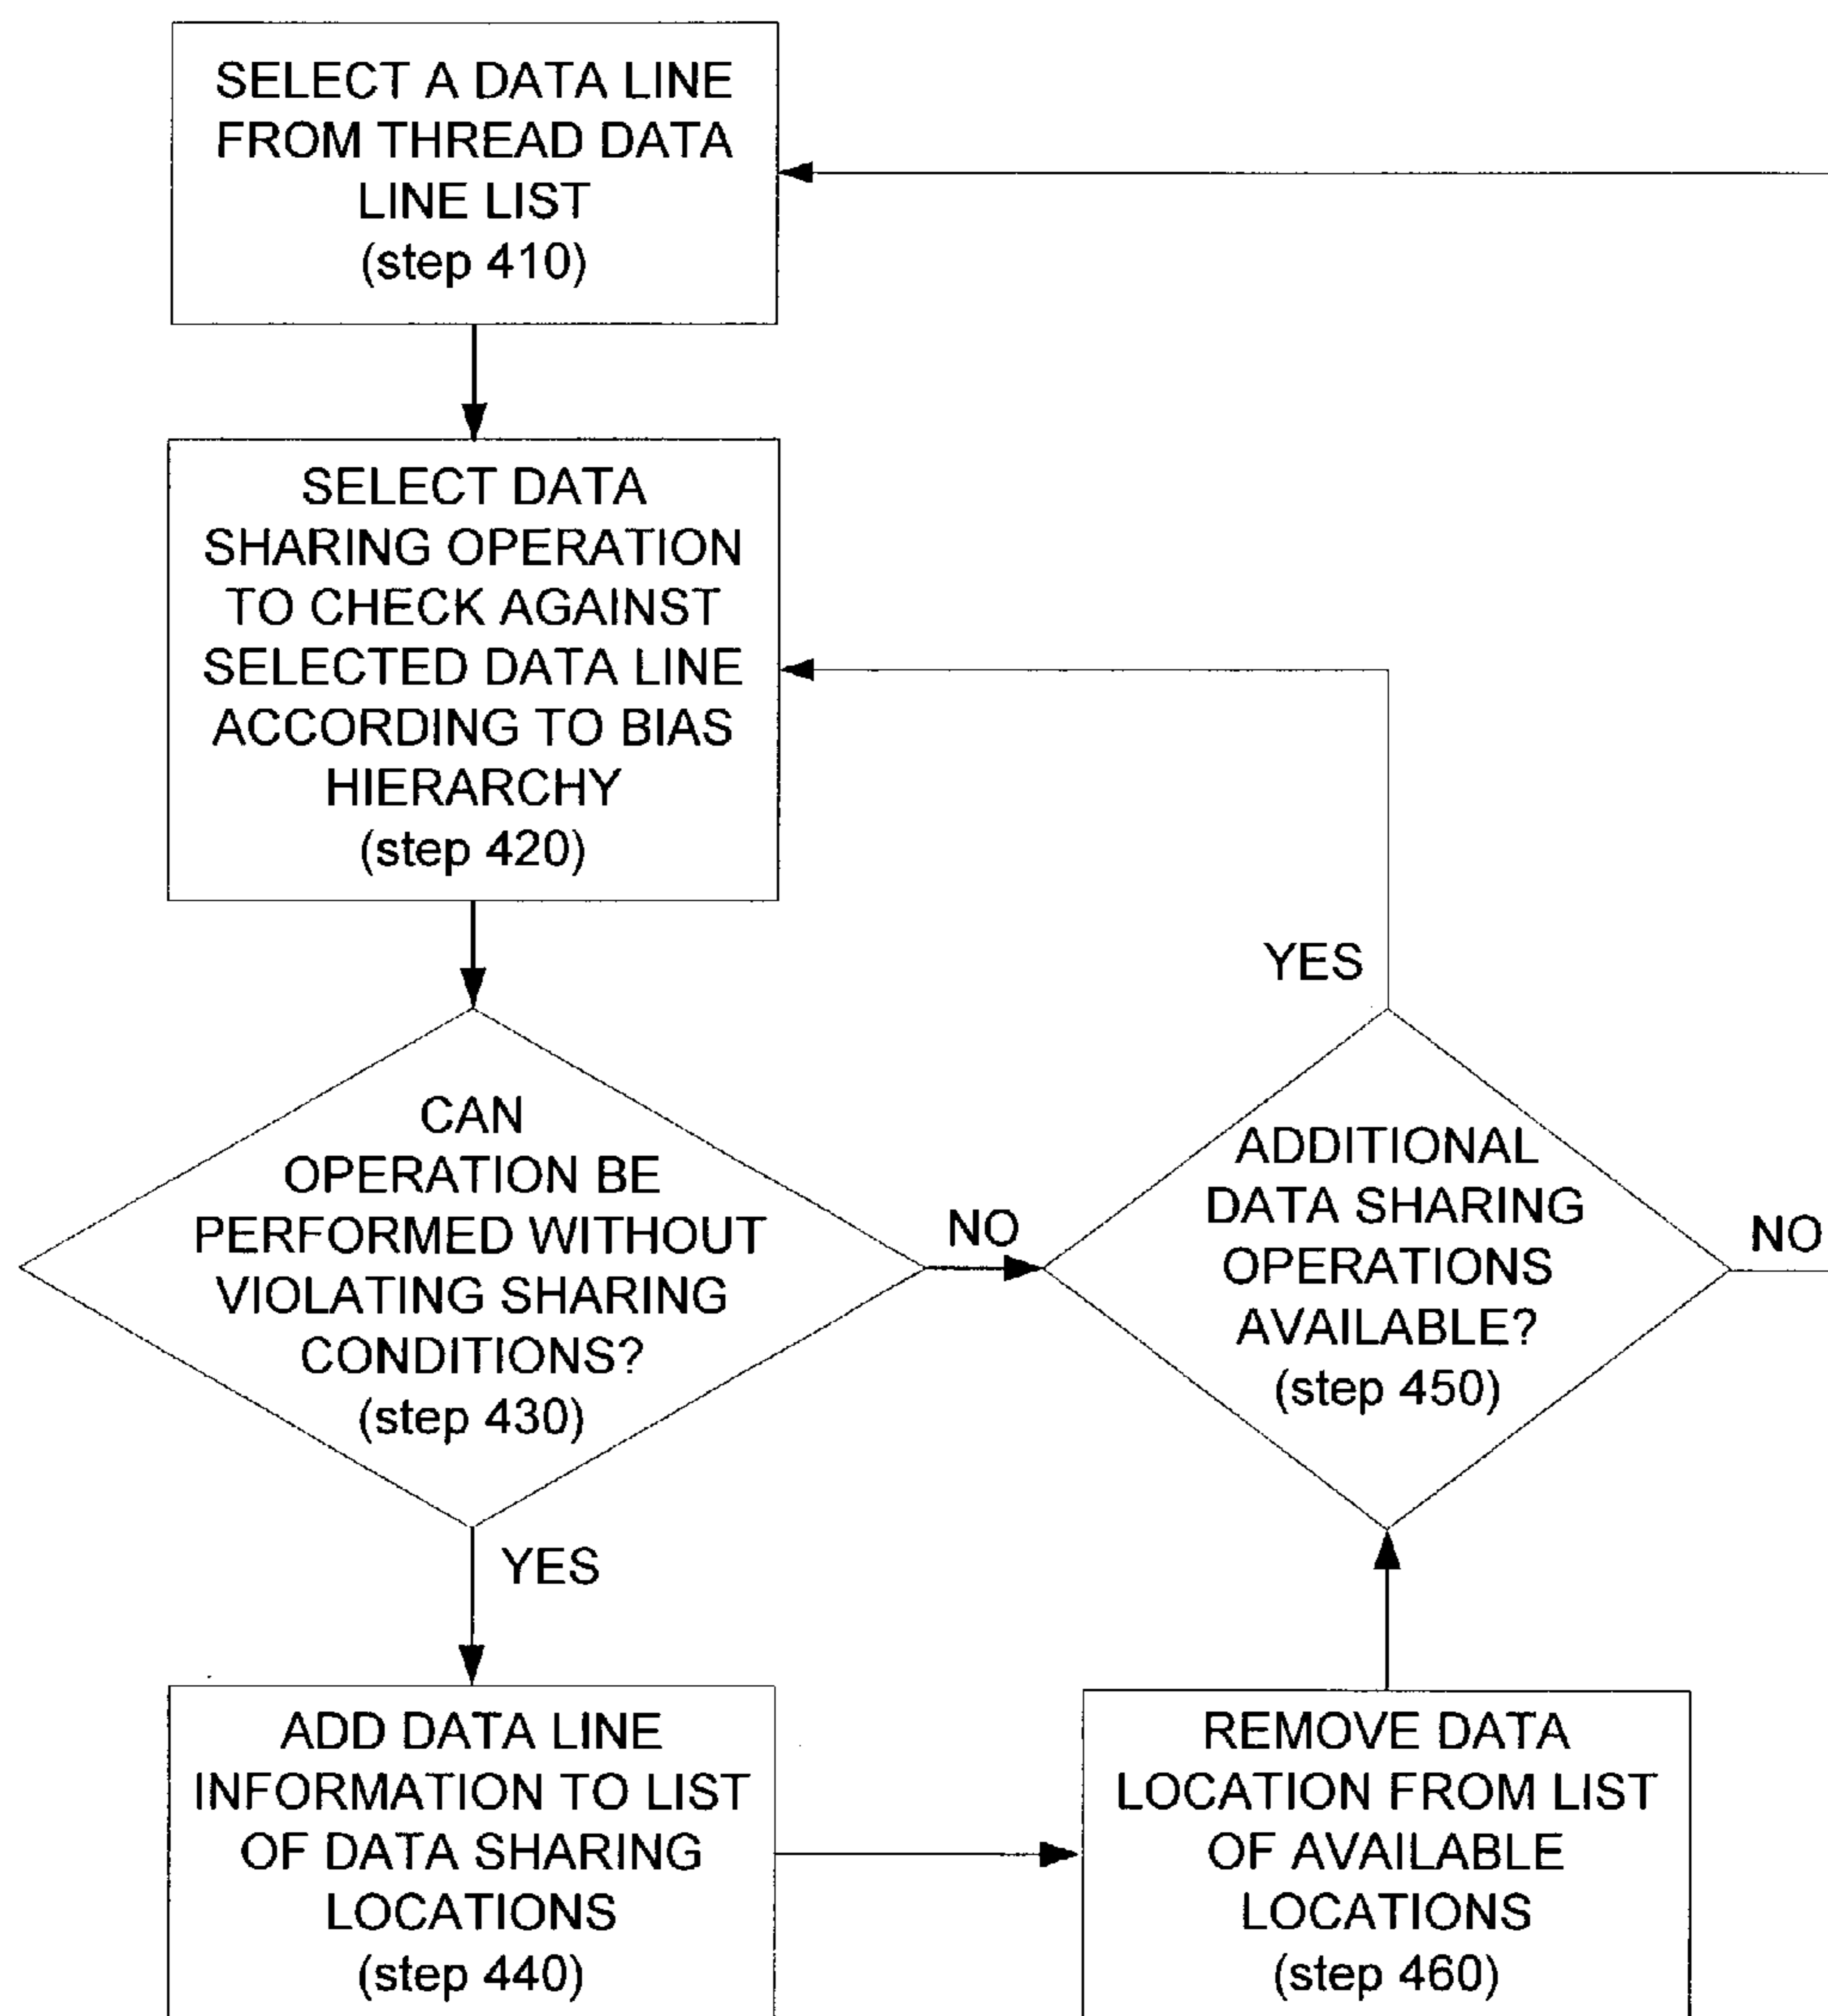 SELECT A DATA LINE
FROM THREAD DATA
LINE LIST
(step 410)
SELECT DATA
SHARING OPERATION
TO CHECK AGAINST
SELECTED DATA LINE
ACCORDING TO BIAS
HIERARCHY
(step 420)
CAN
OPERATION BE
PERFORMED WITHOUT
VIOLATING SHARING
CONDITIONS?
(step 430)
NO
YES
ADDITIONAL
DATA SHARING
OPERATIONS
AVAILABLE?
(step 450)
YES
NO
ADD DATA LINE
INFORMATION TO LIST
OF DATA SHARING
LOCATIONS
(step 440)
REMOVE DATA
LOCATION FROM LIST
OF AVAILABLE
LOCATIONS
(step 460)